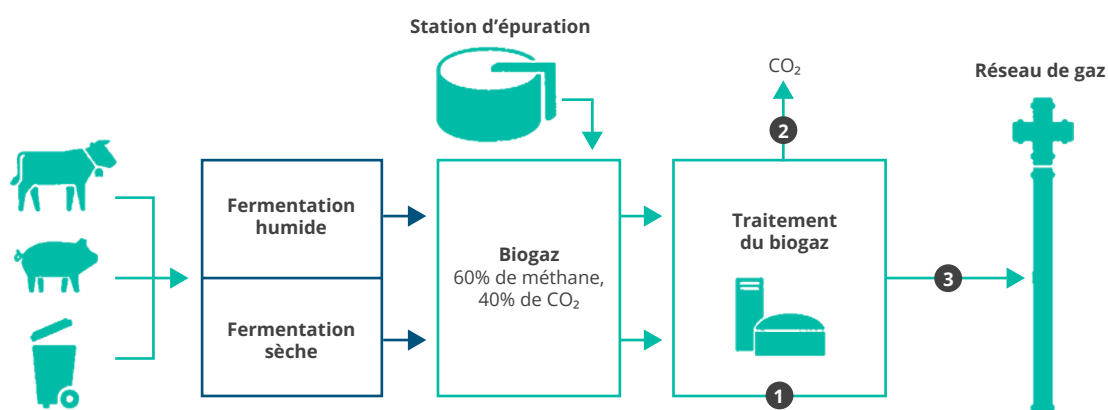 Station d’épuration
CO₂
Réseau de gaz
2
Fermentation
humide
Fermentation
sèche
Biogaz
60% de méthane,
40% de CO₂
Traitement
du biogaz
1
3